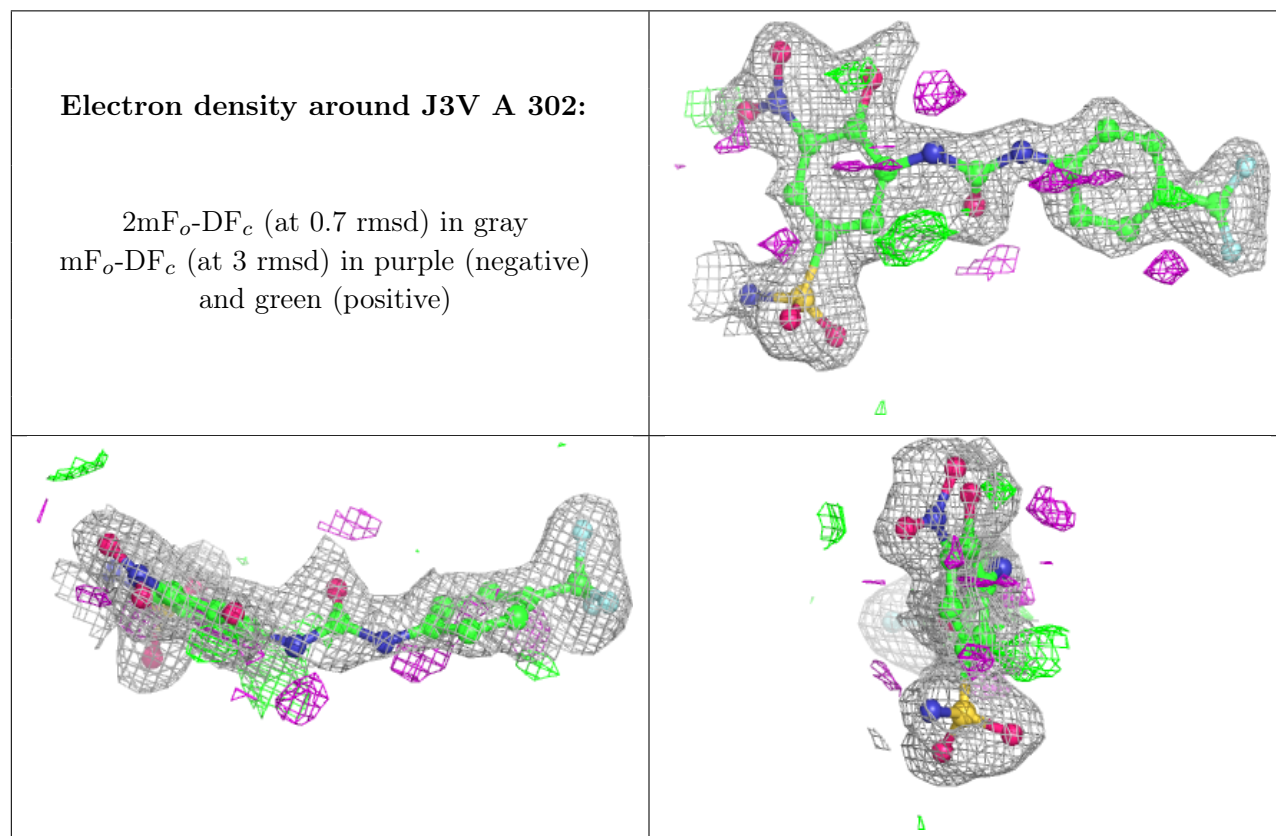 Electron density around J3V A 302:
2mFₒ-DF𝒸 (at 0.7 rmsd) in gray
mFₒ-DF𝒸 (at 3 rmsd) in purple (negative)
and green (positive)